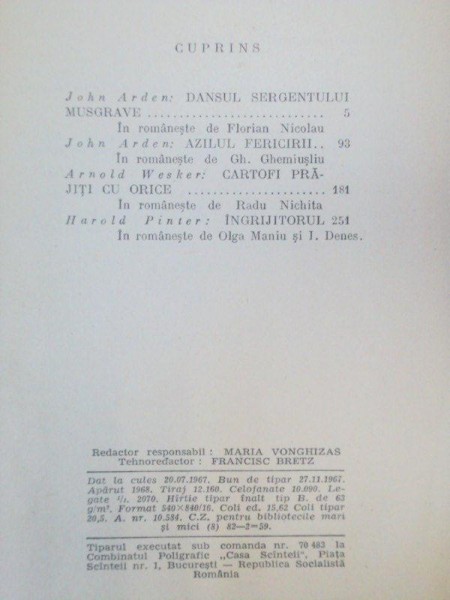 CUPRINS
John Arden: DANSUL SERGENTULUI
MUSGRAVE .......................... 5
În românește de Florian Nicolau
John Arden: AZILUL FERICIRII.. 93
În românește de Gh. Ghemiușliu
Arnold Wesker: CARTOFI PRĂ-
JIȚI CU ORICE ................. 181
În românește de Radu Nichita
Harold Pinter: ÎNGRIJITORUL 251
În românește de Olga Maniu și I. Denes.
Redactor responsabil: MARIA VONGHIZAS
Tehnoredactor: FRANCISC BRETZ
Dat la cules 20.07.1967. Bun de tipar 27.11.1967.
Apărut 1968. Tiraj 12.160. Celofanate 10.090. Le-
gate 1/1. 2070. Hîrtie tipar înalt tip B. de 63
g/m². Format 540×840/16. Coli ed. 15,62 Coli tipar
20,5. A. nr. 10.584. C.Z. pentru bibliotecile mari
și mici (8) 82—2=59.
Tiparul executat sub comanda nr. 70 483 la
Combinatul Poligrafic „Casa Scînteii", Piața
Scînteii nr. 1, București — Republica Socialistă
România